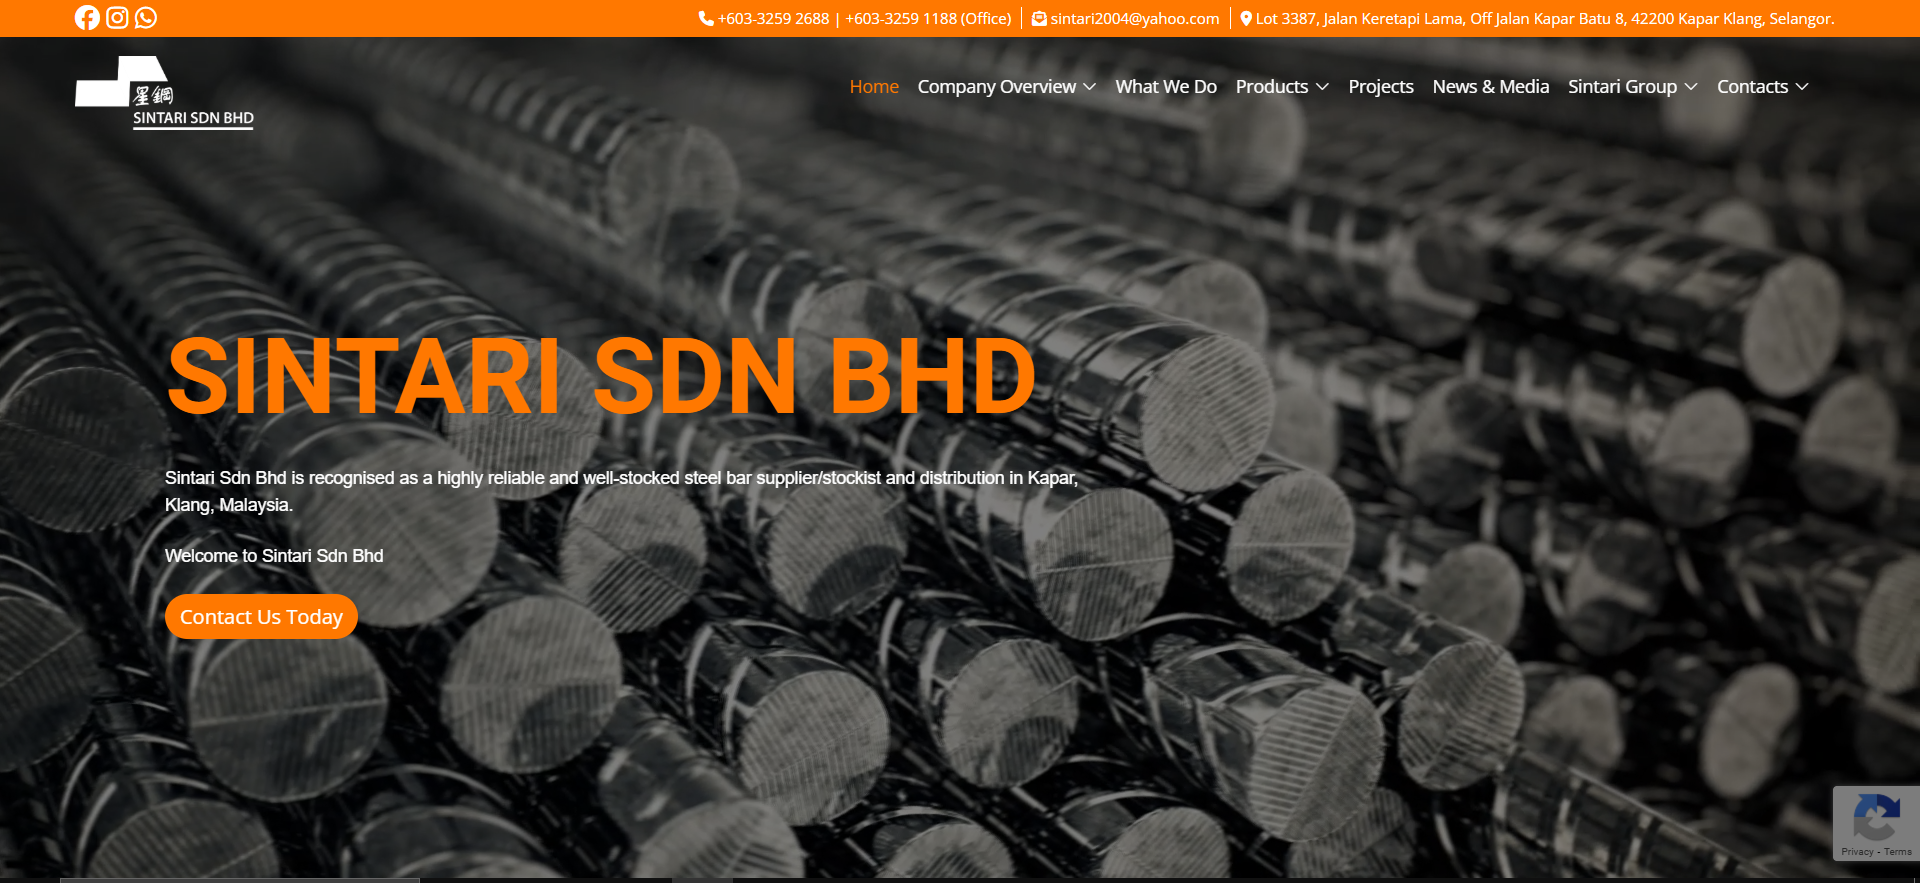 +603-3259 2688 | +603-3259 1188 (Office)
sintari2004@yahoo.com
Lot 3387, Jalan Keretapi Lama, Off Jalan Kapar Batu 8, 42200 Kapar Klang, Selangor.
星鋼
SINTARI SDN BHD
Home
Company Overview
What We Do
Products
Projects
News & Media
Sintari Group
Contacts
SINTARI SDN BHD
Sintari Sdn Bhd is recognised as a highly reliable and well-stocked steel bar supplier/stockist and distribution in Kapar,
Klang, Malaysia.
Welcome to Sintari Sdn Bhd
Contact Us Today
Privacy - Terms